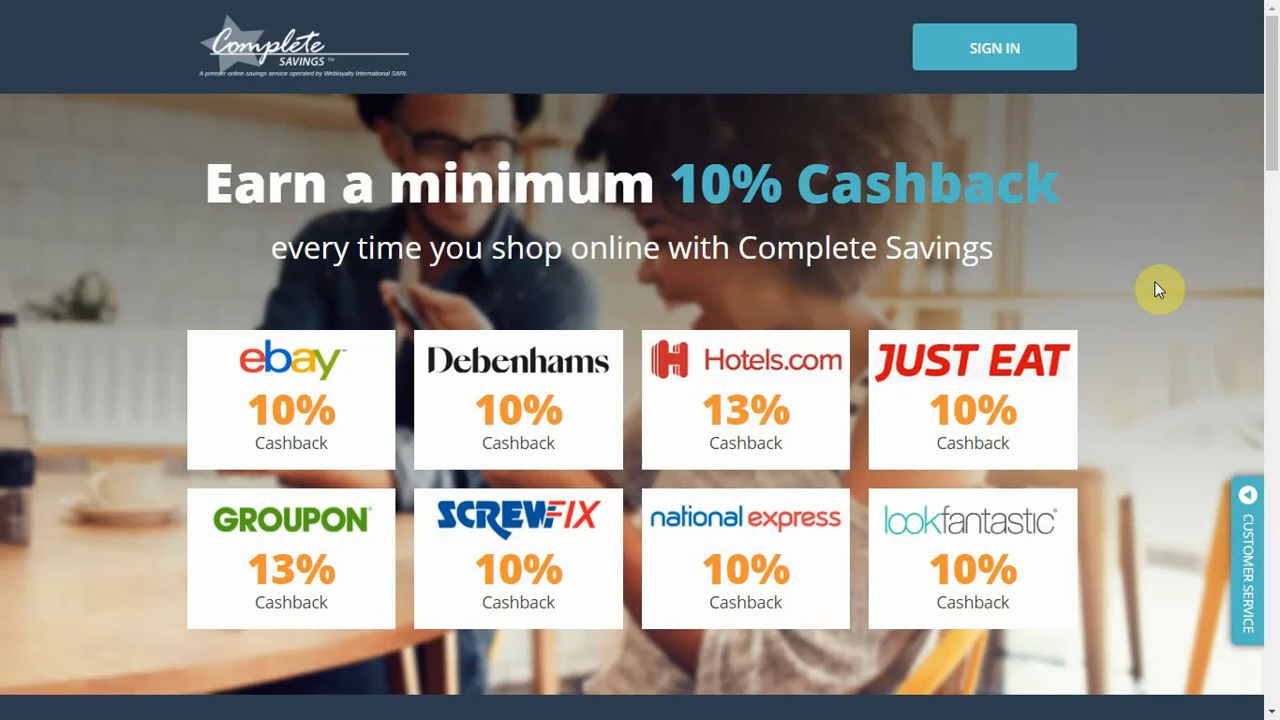 Complete
SAVINGS™
A premier online savings service operated by Webloyalty International SARL
SIGN IN
Earn a minimum 10% Cashback
every time you shop online with Complete Savings
ebay™
10%
Cashback
Debenhams
10%
Cashback
Hotels.com
13%
Cashback
JUST EAT
10%
Cashback
GROUPON®
13%
Cashback
SCREWFIX
10%
Cashback
national express
10%
Cashback
lookfantastic®
10%
Cashback
CUSTOMER SERVICE